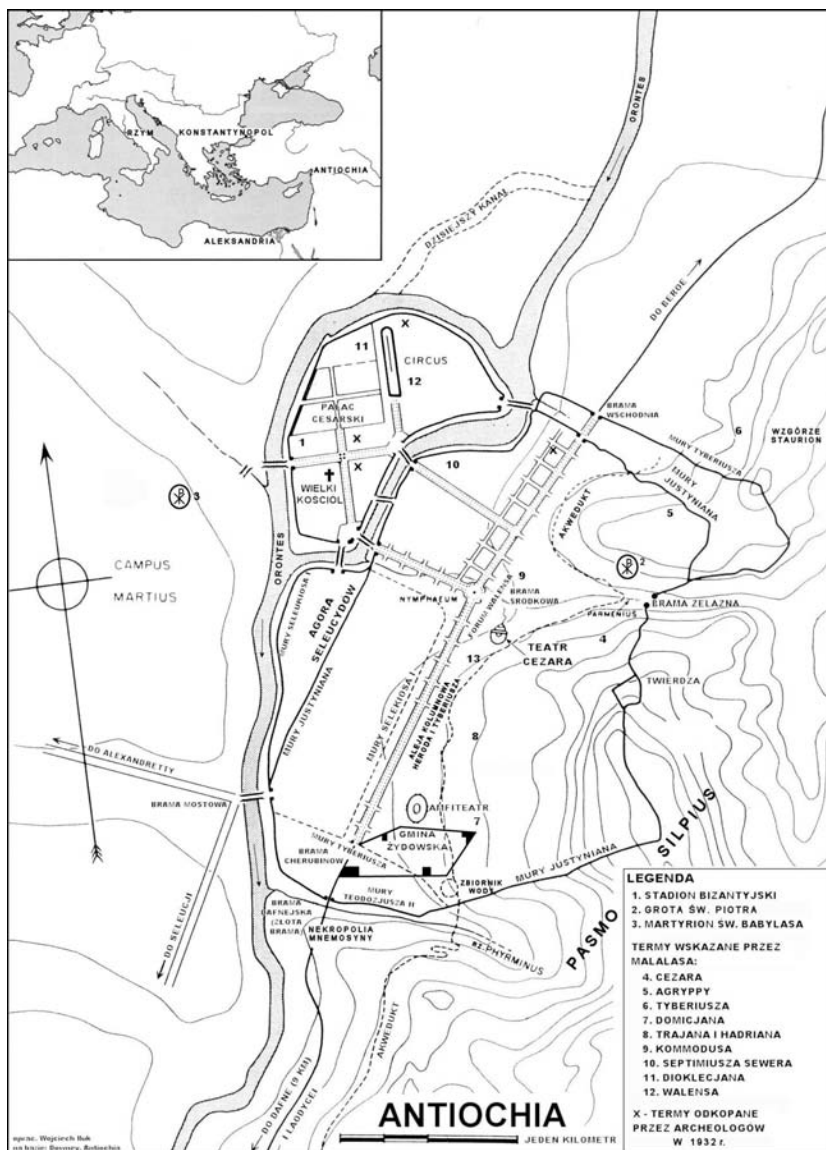 RZYM
KONSTANTYNOPOL
ANTIOCHIA
ALEKSANDRIA
ORONTES
DZISIEJSZY KANAŁ
DO BEROE
X
11
CIRCUS
12
PAŁAC
CESARSKI
1
X
X
WIELKI
KOŚCIÓŁ
10
BRAMA
WSCHODNIA
X
6
WZGÓRZE
STAURION
MURY TYBERIUSZA
MURY
JUSTYNIANA
5
AKWEDUKT
3
CAMPUS
MARTIUS
ORONTES
2
9
BRAMA
ŚRODKOWA
NYMPHAEUM
FORUM WALENSA
PARMENIUS
BRAMA ŻELAZNA
4
TEATR
CEZARA
13
MURY SELEUKIOSA I
AGORA
SELEUCYDÓW
MURY JUSTYNIANA
MURY SELEKIOSA I
ALEJA KOLUMNOWA
HERODA I TYBERIUSZA
TWIERDZA
8
DO ALEXANDRETTY
BRAMA MOSTOWA
AMFITEATR
7
GMINA
ŻYDOWSKA
MURY TYBERIUSZA
BRAMA
CHERUBINÓW
MURY JUSTYNIANA
PASMO SILPIUS
ZBIORNIK
WODY
MURY
TEODOZJUSZA II
BRAMA
DAFNEJSKA
(ZŁOTA
BRAMA)
NEKROPOLIA
MNEMOSYNY
RZ. PHYRMINUS
DO SELEUCJI
AKWEDUKT
DO DAFNE (9 KM)
I LAODYCEI
ANTIOCHIA
JEDEN KILOMETR
oprac. Wojciech Buk
na bazie: Downey, Antiochia
LEGENDA
1. STADION BIZANTYJSKI
2. GROTA ŚW. PIOTRA
3. MARTYRION ŚW. BABYLASA
TERMY WSKAZANE PRZEZ
MALALASA:
4. CEZARA
5. AGRYPPY
6. TYBERIUSZA
7. DOMICJANA
8. TRAJANA I HADRIANA
9. KOMMODUSA
10. SEPTIMIUSZA SEWERA
11. DIOKLECJANA
12. WALENSA
X - TERMY ODKOPANE
PRZEZ ARCHEOLOGÓW
W 1932 r.